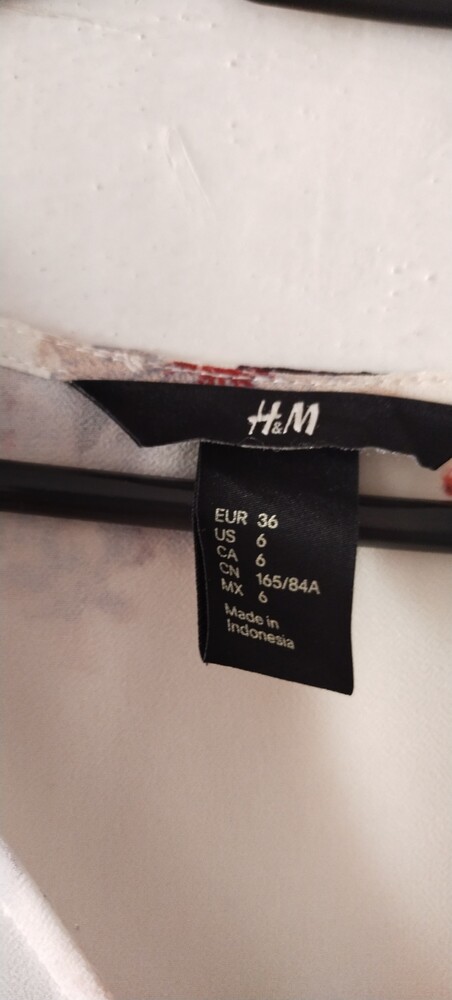 H&M
EUR 36
US 6
CA 6
CN 165/84A
MX 6
Made in
Indonesia